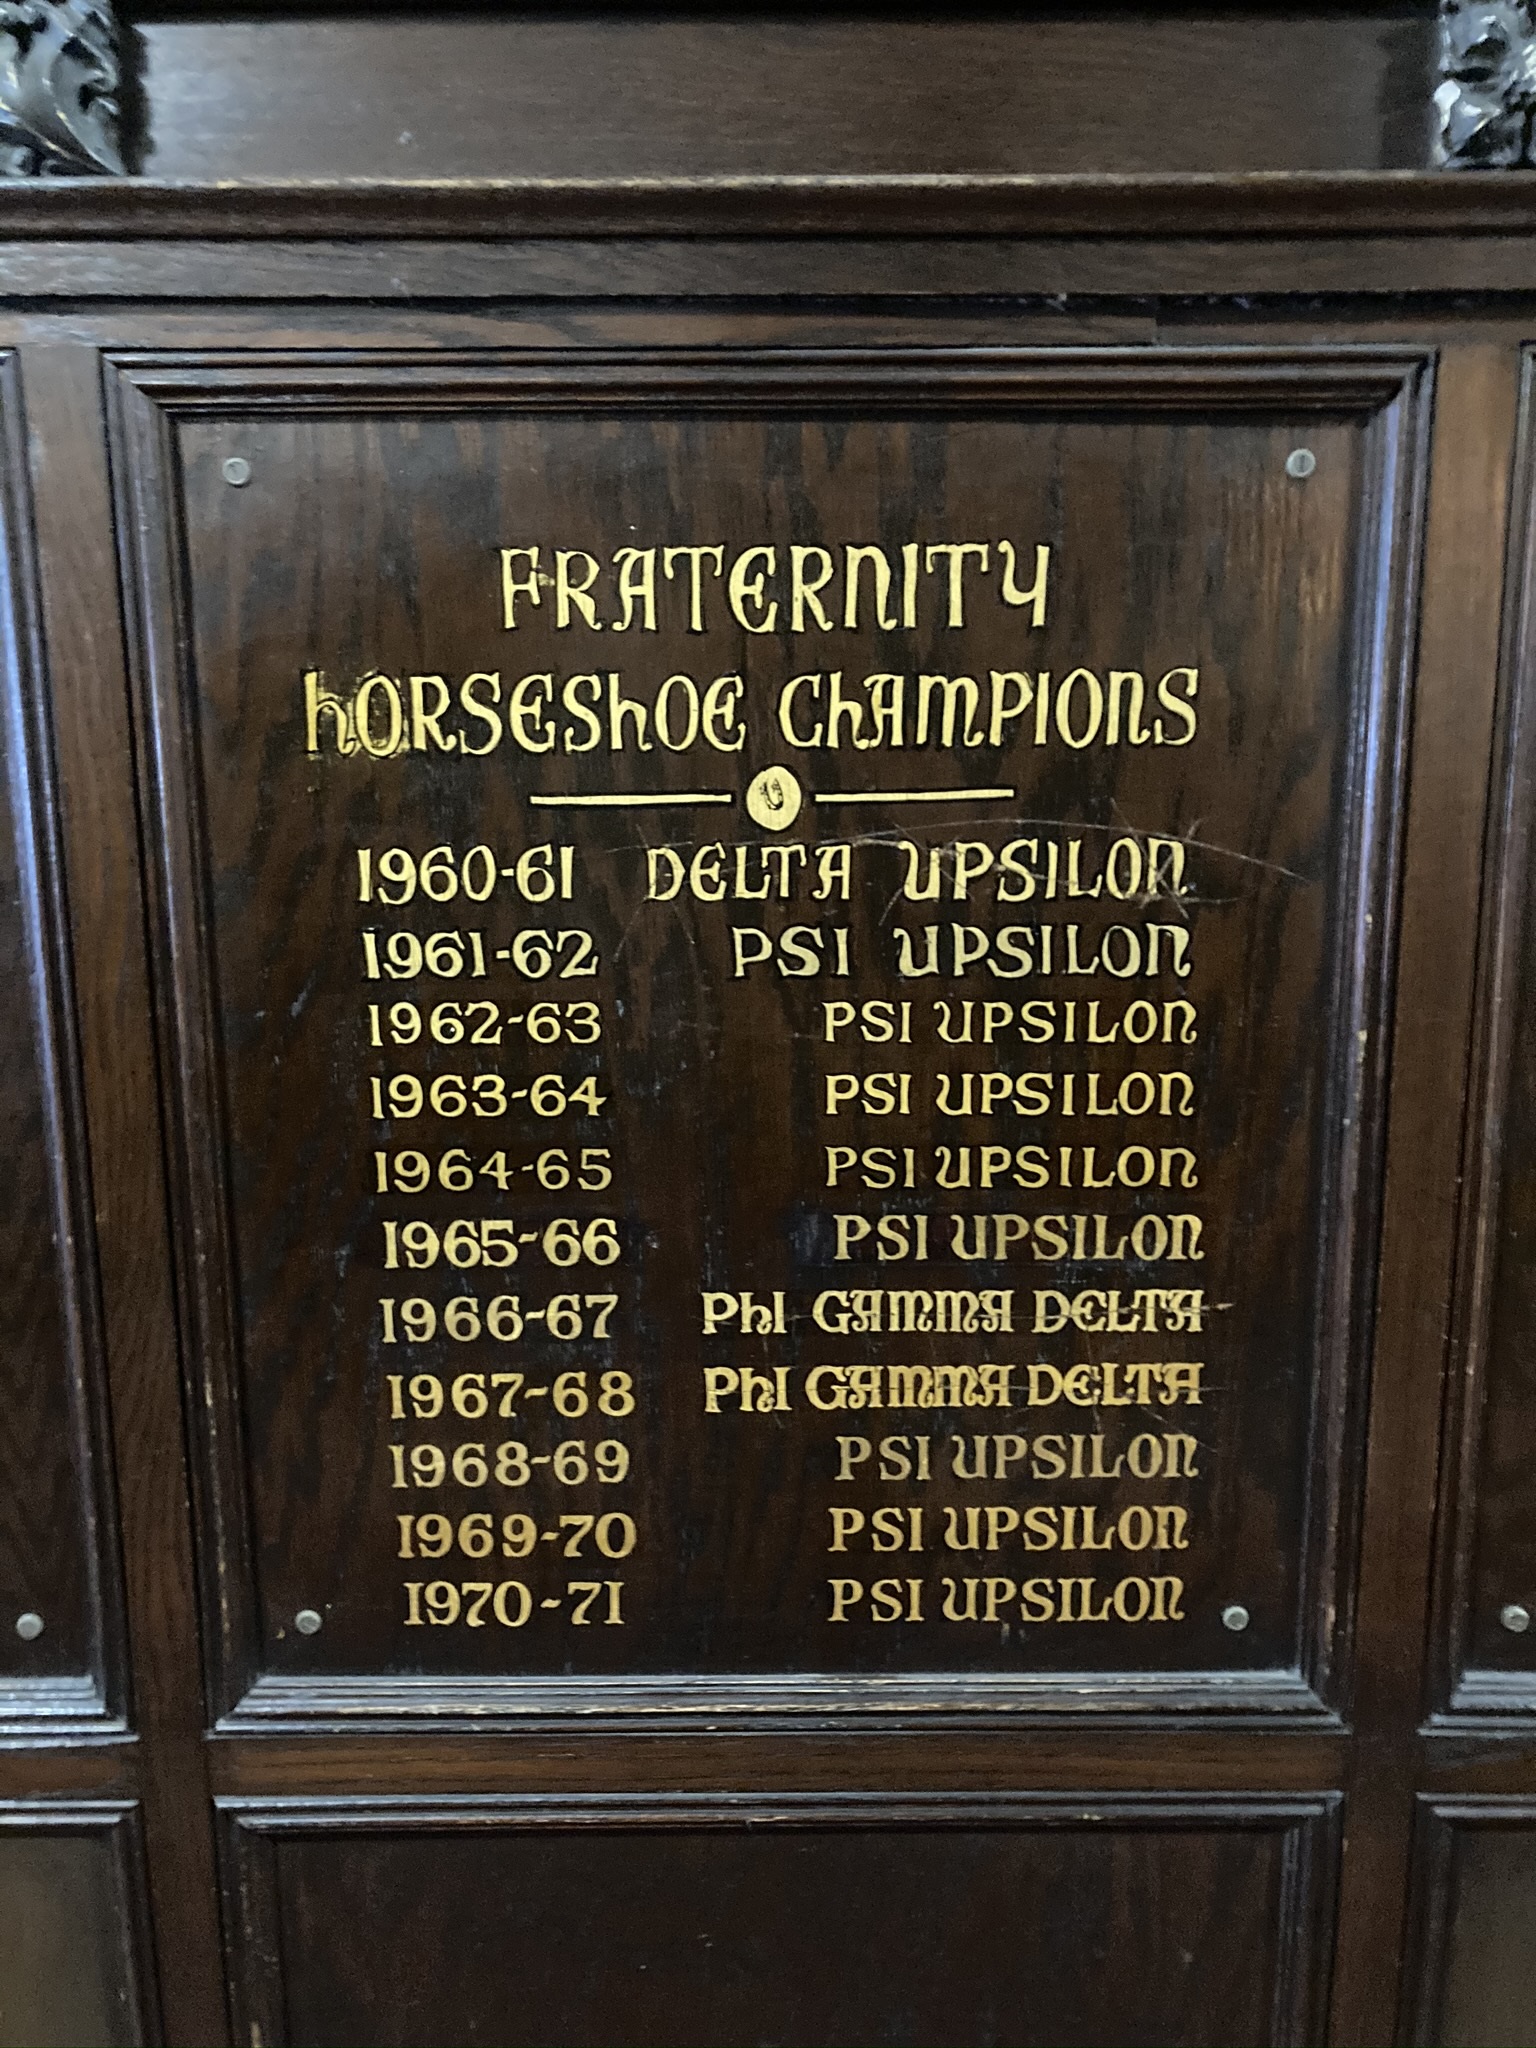 FRATERNITY
HORSESHOE CHAMPIONS
U
1960-61 DELTA UPSILON
1961-62 PSI UPSILON
1962-63 PSI UPSILON
1963-64 PSI UPSILON
1964-65 PSI UPSILON
1965-66 PSI UPSILON
1966-67 PHI GAMMA DELTA
1967-68 PHI GAMMA DELTA
1968-69 PSI UPSILON
1969-70 PSI UPSILON
1970-71 PSI UPSILON